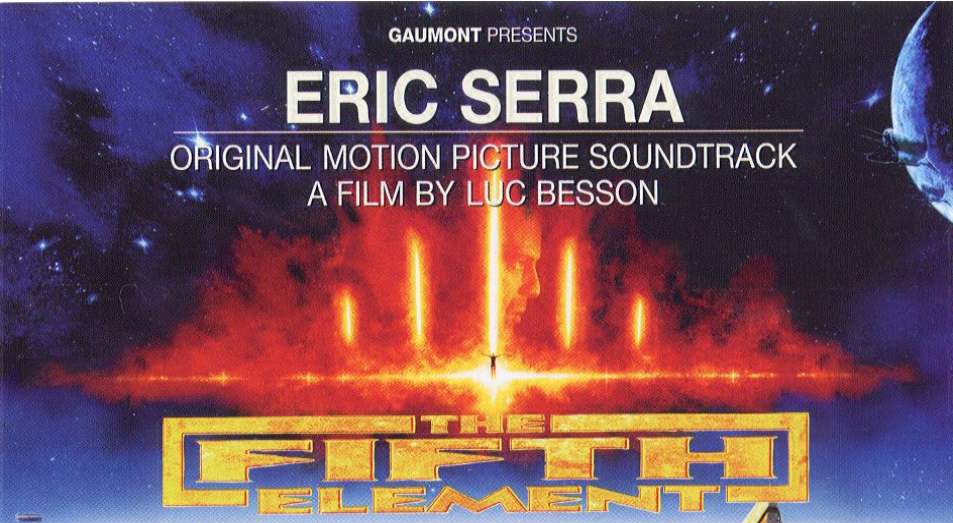 GAUMONT PRESENTS
ERIC SERRA
ORIGINAL MOTION PICTURE SOUNDTRACK
A FILM BY LUC BESSON
THE
FIFTH
ELEMENT